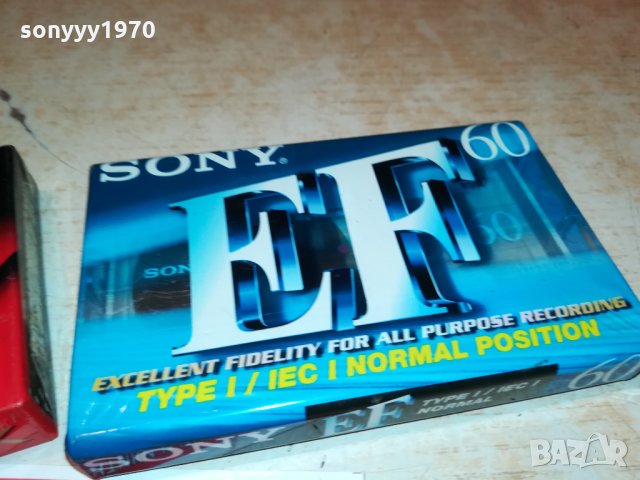 sonyyy1970
SONY
EF 60
60
SON
EXCELLENT FIDELITY FOR ALL PURPOSE RECORDING
TYPE I / IEC I NORMAL POSITION
SONY EF TYPE I / IEC I 60
NORMAL
BAZAR